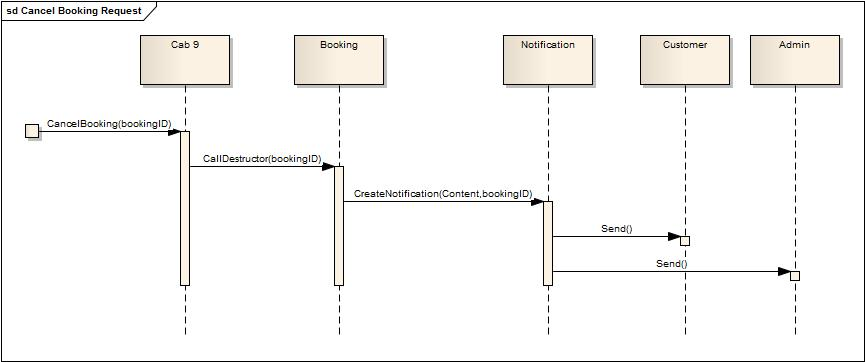 sd Cancel Booking Request
Cab 9
Booking
Notification
Customer
Admin
CancelBooking(bookingID)
CallDestructor(bookingID)
CreateNotification(Content,bookingID)
Send()
Send()